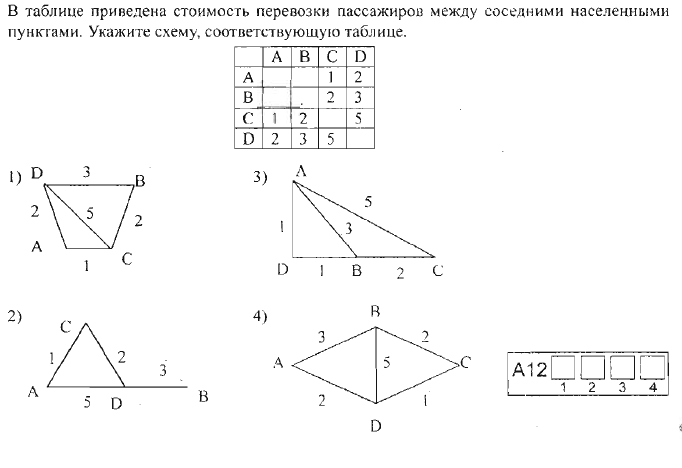 В таблице приведена стоимость перевозки пассажиров между соседними населенными
пунктами. Укажите схему, соответствующую таблице.
A B C D
A 1 2
B 2 3
C 1 2 5
D 2 3 5
1) D 3 B
2 5 2
A 1 C
3) A
1 3 5
D 1 B 2 C
2) C
1 2 3
A 5 D B
4) B
3 2
A 5 C
2 1
D
A12
1 2 3 4